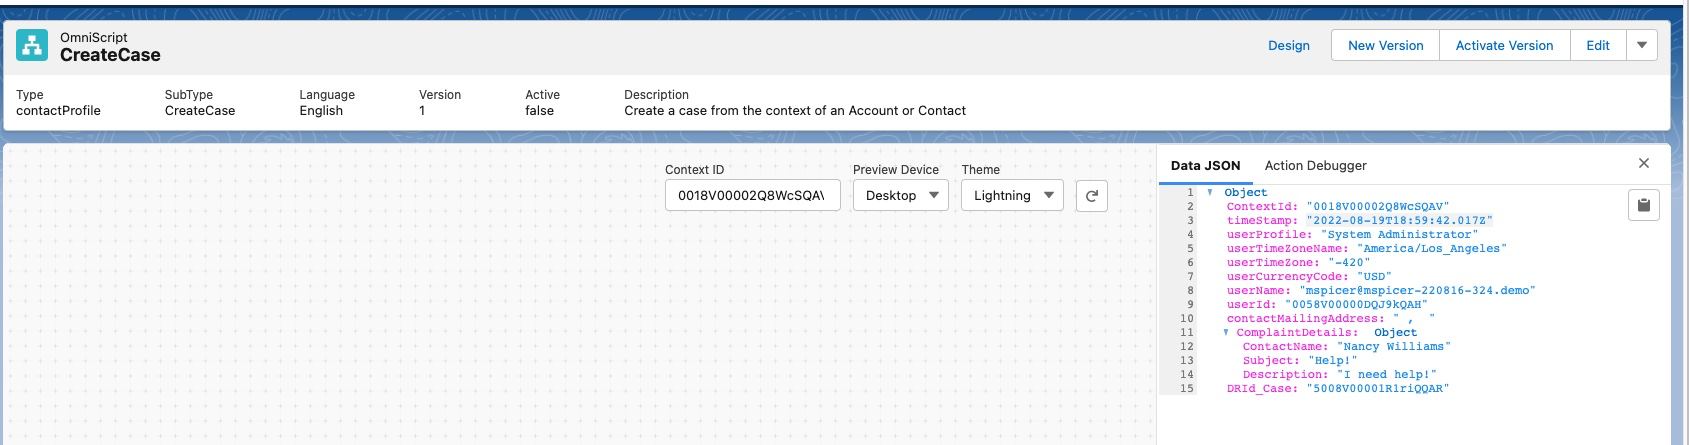 OmniScript
CreateCase
Design
New Version
Activate Version
Edit
Type
SubType
Language
Version
Active
Description
contactProfile
CreateCase
English
1
false
Create a case from the context of an Account or Contact
Context ID
Preview Device
Theme
0018V00002Q8WcSQA\
Desktop
Lightning
Data JSON
Action Debugger
1 Object
2 ContextId: "0018V00002Q8WcSQAV"
3 timeStamp: "2022-08-19T18:59:42.017Z"
4 userProfile: "System Administrator"
5 userTimeZoneName: "America/Los_Angeles"
6 userTimeZone: "-420"
7 userCurrencyCode: "USD"
8 userName: "mspicer@mspicer-220816-324.demo"
9 userId: "0058V00000DQJ9kQAH"
10 contactMailingAddress: " ,  "
11 ComplaintDetails: Object
12 ContactName: "Nancy Williams"
13 Subject: "Help!"
14 Description: "I need help!"
15 DRId_Case: "5008V00001R1riQQAR"